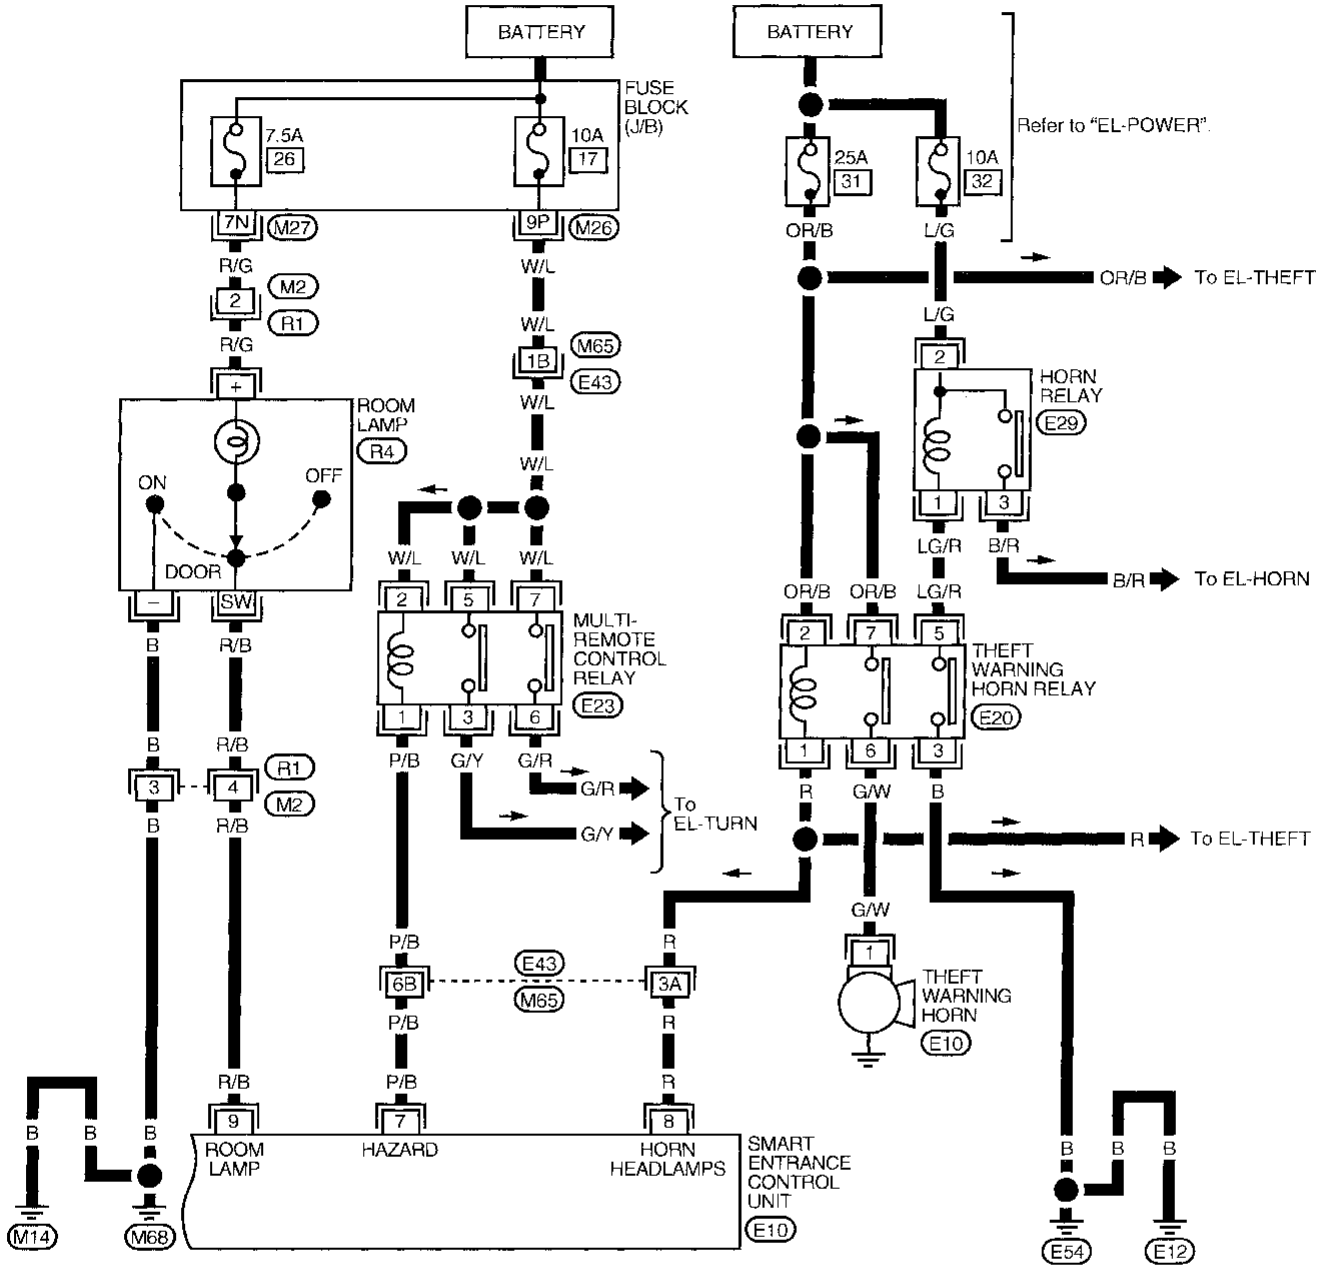 BATTERY
BATTERY
FUSE
BLOCK
(J/B)
7.5A
26
10A
17
25A
31
10A
32
Refer to "EL-POWER".
7N
M27
9P
M26
OR/B
L/G
R/G
W/L
OR/B
To EL-THEFT
2
M2
R1
W/L
L/G
R/G
1B
M65
E43
2
+
W/L
HORN
RELAY
E29
ROOM
LAMP
R4
ON
OFF
DOOR
W/L
1
3
−
SW
W/L
W/L
W/L
LG/R
B/R
B/R
To EL-HORN
2
5
7
OR/B
OR/B
LG/R
MULTI-
REMOTE
CONTROL
RELAY
E23
2
7
5
THEFT
WARNING
HORN RELAY
E20
B
R/B
1
3
6
1
6
3
B
R/B
P/B
G/Y
G/R
G/R
G/Y
To
EL-TURN
R
G/W
B
3
4
R1
M2
B
R/B
R
To EL-THEFT
G/W
P/B
R
6B
E43
M65
3A
1
THEFT
WARNING
HORN
E10
P/B
R
R/B
P/B
R
9
7
8
B
B
B
ROOM
LAMP
HAZARD
HORN
HEADLAMPS
SMART
ENTRANCE
CONTROL
UNIT
E10
B
B
B
M14
M68
E54
E12